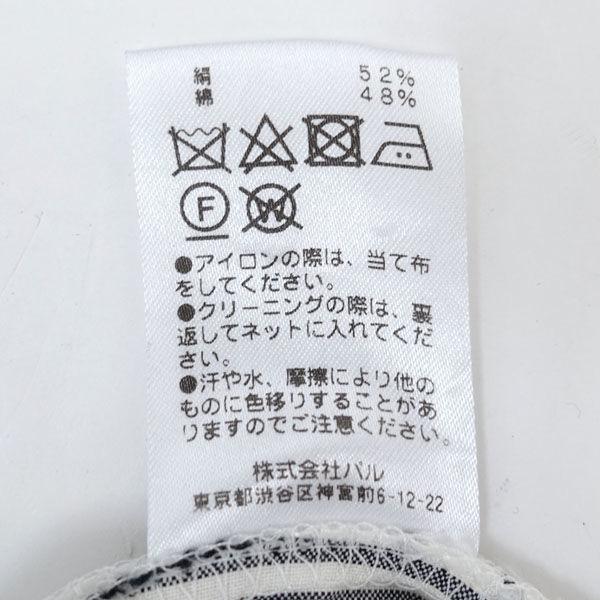 絹 52%
綿 48%
F W
●アイロンの際は、当て布
をしてください。
●クリーニングの際は、裏
返してネットに入れてくだ
さい。
●汗や水、摩擦により他の
ものに色移りすることがあ
りますのでご注意ください。
株式会社パル
東京都渋谷区神宮前6-12-22